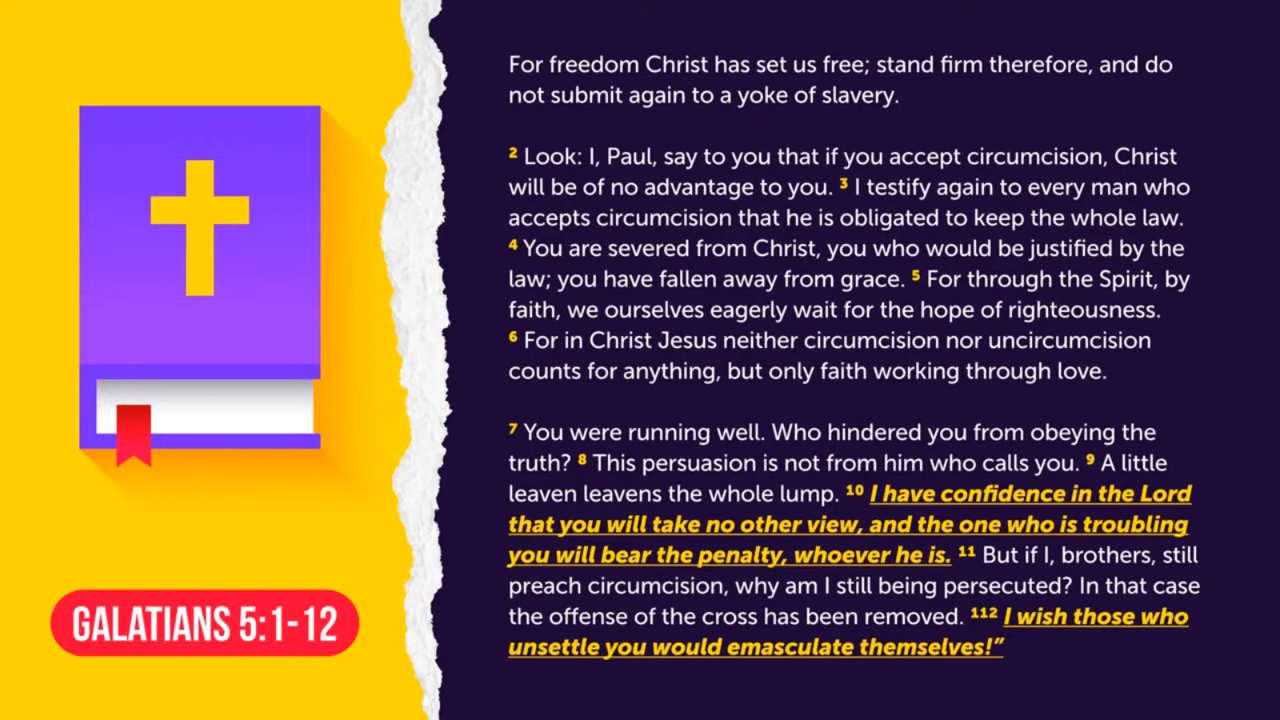 For freedom Christ has set us free; stand firm therefore, and do
not submit again to a yoke of slavery.
2 Look: I, Paul, say to you that if you accept circumcision, Christ
will be of no advantage to you. 3 I testify again to every man who
accepts circumcision that he is obligated to keep the whole law.
4 You are severed from Christ, you who would be justified by the
law; you have fallen away from grace. 5 For through the Spirit, by
faith, we ourselves eagerly wait for the hope of righteousness.
6 For in Christ Jesus neither circumcision nor uncircumcision
counts for anything, but only faith working through love.
7 You were running well. Who hindered you from obeying the
truth? 8 This persuasion is not from him who calls you. 9 A little
leaven leavens the whole lump. 10 I have confidence in the Lord
that you will take no other view, and the one who is troubling
you will bear the penalty, whoever he is. 11 But if I, brothers, still
preach circumcision, why am I still being persecuted? In that case
the offense of the cross has been removed. 112 I wish those who
unsettle you would emasculate themselves!”
GALATIANS 5:1-12